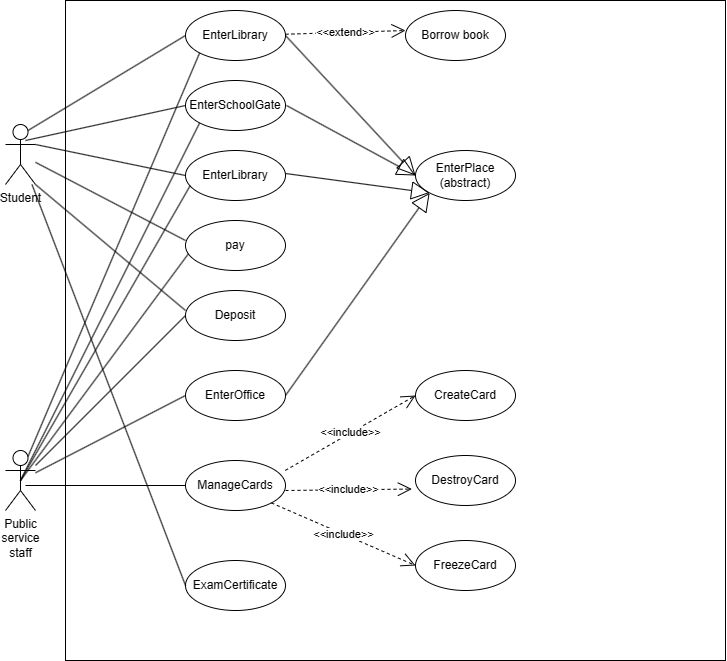 EnterLibrary
<<extend>>
Borrow book
EnterSchoolGate
EnterLibrary
EnterPlace
(abstract)
Student
pay
Deposit
EnterOffice
CreateCard
<<include>>
ManageCards
<<include>>
DestroyCard
Public
service
staff
<<include>>
FreezeCard
ExamCertificate